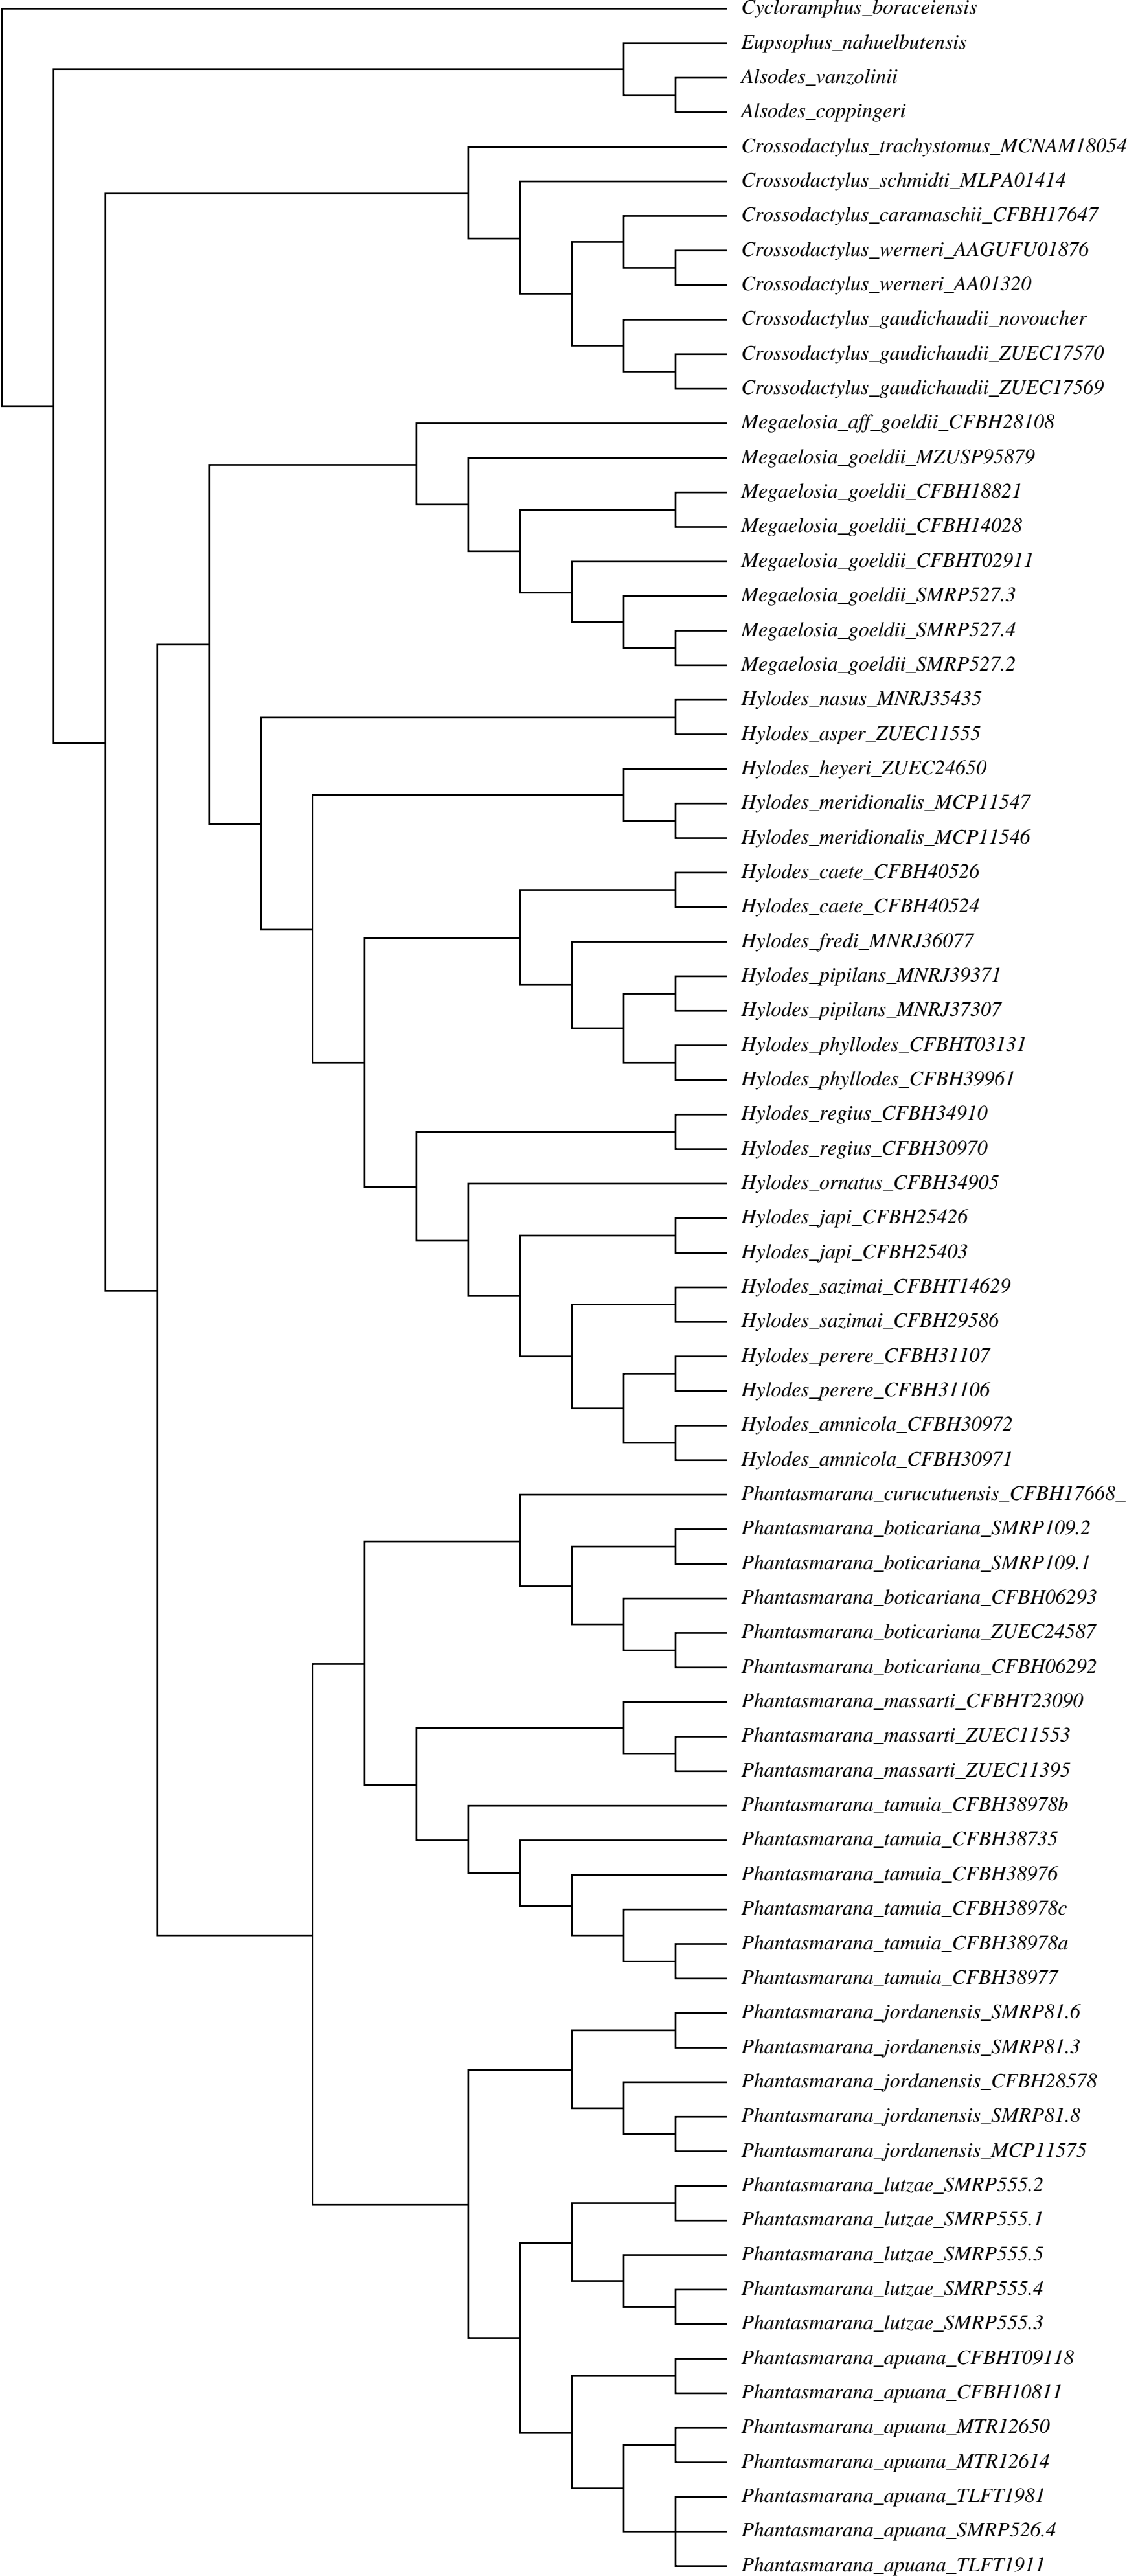 Cycloramphus_boraceiensis
Eupsophus_nahuelbutensis
Alsodes_vanzolinii
Alsodes_coppingeri
Crossodactylus_trachystomus_MCNAM18054
Crossodactylus_schmidti_MLPA01414
Crossodactylus_caramaschii_CFBH17647
Crossodactylus_werneri_AAGUFU01876
Crossodactylus_werneri_AA01320
Crossodactylus_gaudichaudii_novoucher
Crossodactylus_gaudichaudii_ZUEC17570
Crossodactylus_gaudichaudii_ZUEC17569
Megaelosia_aff_goeldii_CFBH28108
Megaelosia_goeldii_MZUSP95879
Megaelosia_goeldii_CFBH18821
Megaelosia_goeldii_CFBH14028
Megaelosia_goeldii_CFBHT02911
Megaelosia_goeldii_SMRP527.3
Megaelosia_goeldii_SMRP527.4
Megaelosia_goeldii_SMRP527.2
Hylodes_nasus_MNRJ35435
Hylodes_asper_ZUEC11555
Hylodes_heyeri_ZUEC24650
Hylodes_meridionalis_MCP11547
Hylodes_meridionalis_MCP11546
Hylodes_caete_CFBH40526
Hylodes_caete_CFBH40524
Hylodes_fredi_MNRJ36077
Hylodes_pipilans_MNRJ39371
Hylodes_pipilans_MNRJ37307
Hylodes_phyllodes_CFBHT03131
Hylodes_phyllodes_CFBH39961
Hylodes_regius_CFBH34910
Hylodes_regius_CFBH30970
Hylodes_ornatus_CFBH34905
Hylodes_japi_CFBH25426
Hylodes_japi_CFBH25403
Hylodes_sazimai_CFBHT14629
Hylodes_sazimai_CFBH29586
Hylodes_perere_CFBH31107
Hylodes_perere_CFBH31106
Hylodes_amnicola_CFBH30972
Hylodes_amnicola_CFBH30971
Phantasmarana_curucutuensis_CFBH17668_
Phantasmarana_boticariana_SMRP109.2
Phantasmarana_boticariana_SMRP109.1
Phantasmarana_boticariana_CFBH06293
Phantasmarana_boticariana_ZUEC24587
Phantasmarana_boticariana_CFBH06292
Phantasmarana_massarti_CFBHT23090
Phantasmarana_massarti_ZUEC11553
Phantasmarana_massarti_ZUEC11395
Phantasmarana_tamuia_CFBH38978b
Phantasmarana_tamuia_CFBH38735
Phantasmarana_tamuia_CFBH38976
Phantasmarana_tamuia_CFBH38978c
Phantasmarana_tamuia_CFBH38978a
Phantasmarana_tamuia_CFBH38977
Phantasmarana_jordanensis_SMRP81.6
Phantasmarana_jordanensis_SMRP81.3
Phantasmarana_jordanensis_CFBH28578
Phantasmarana_jordanensis_SMRP81.8
Phantasmarana_jordanensis_MCP11575
Phantasmarana_lutzae_SMRP555.2
Phantasmarana_lutzae_SMRP555.1
Phantasmarana_lutzae_SMRP555.5
Phantasmarana_lutzae_SMRP555.4
Phantasmarana_lutzae_SMRP555.3
Phantasmarana_apuana_CFBHT09118
Phantasmarana_apuana_CFBH10811
Phantasmarana_apuana_MTR12650
Phantasmarana_apuana_MTR12614
Phantasmarana_apuana_TLFT1981
Phantasmarana_apuana_SMRP526.4
Phantasmarana_apuana_TLFT1911